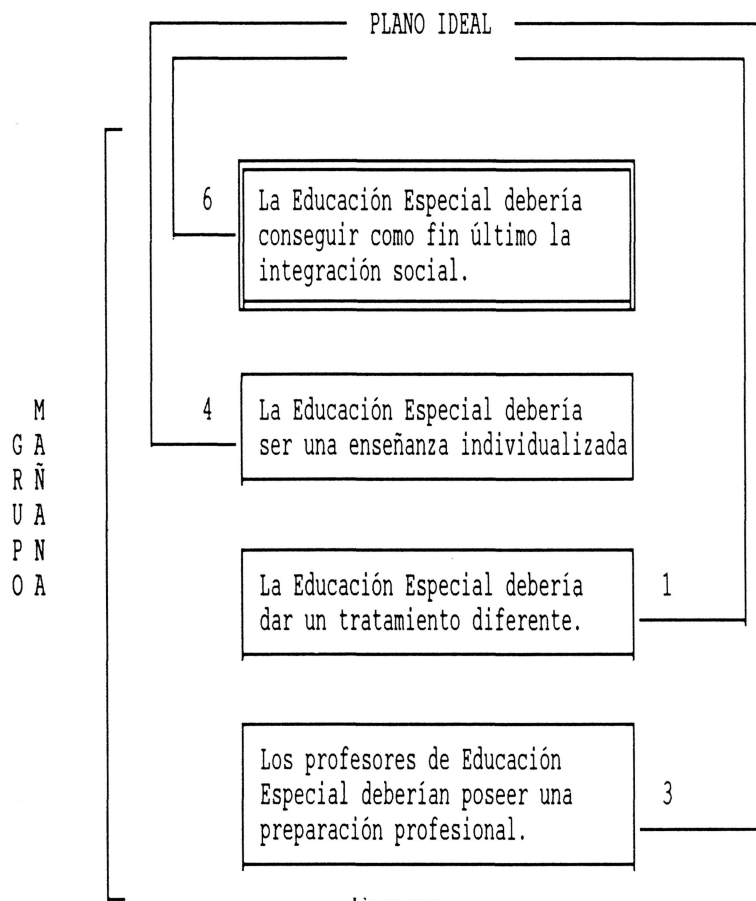 PLANO IDEAL
6
La Educación Especial debería
conseguir como fin último la
integración social.
4
La Educación Especial debería
ser una enseñanza individualizada
GRUPO
MAÑANA
La Educación Especial debería
dar un tratamiento diferente.
1
Los profesores de Educación
Especial deberían poseer una
preparación profesional.
3